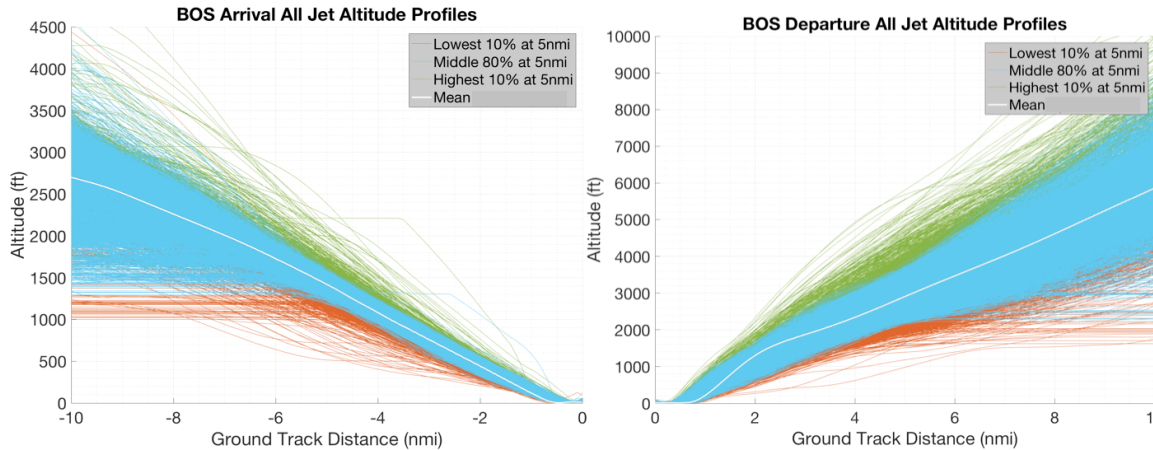 BOS Arrival All Jet Altitude Profiles
4500
4000
3500
3000
2500
2000
1500
1000
500
0
Altitude (ft)
Lowest 10% at 5nmi
Middle 80% at 5nmi
Highest 10% at 5nmi
Mean
-10
-8
-6
-4
-2
0
Ground Track Distance (nmi)
BOS Departure All Jet Altitude Profiles
10000
9000
8000
7000
6000
5000
4000
3000
2000
1000
0
Altitude (ft)
Lowest 10% at 5nmi
Middle 80% at 5nmi
Highest 10% at 5nmi
Mean
0
2
4
6
8
Ground Track Distance (nmi)